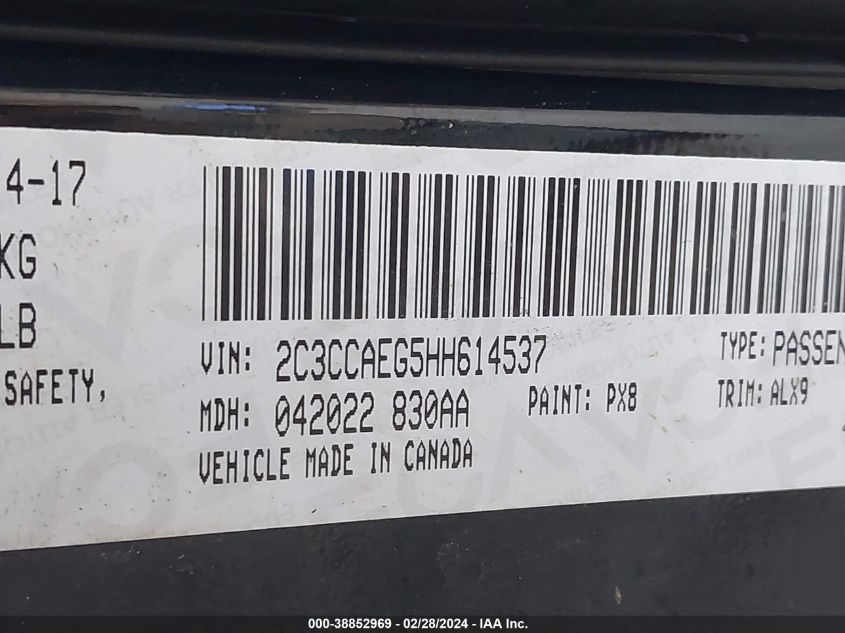 4-17
KG
LB
SAFETY,
VIN: 2C3CCAEG5HH614537
TYPE: PASSEN
MDH: 042022 830AA
PAINT: PX8
TRIM: ALX9
VEHICLE MADE IN CANADA
000-38852969 - 02/28/2024 - IAA Inc.